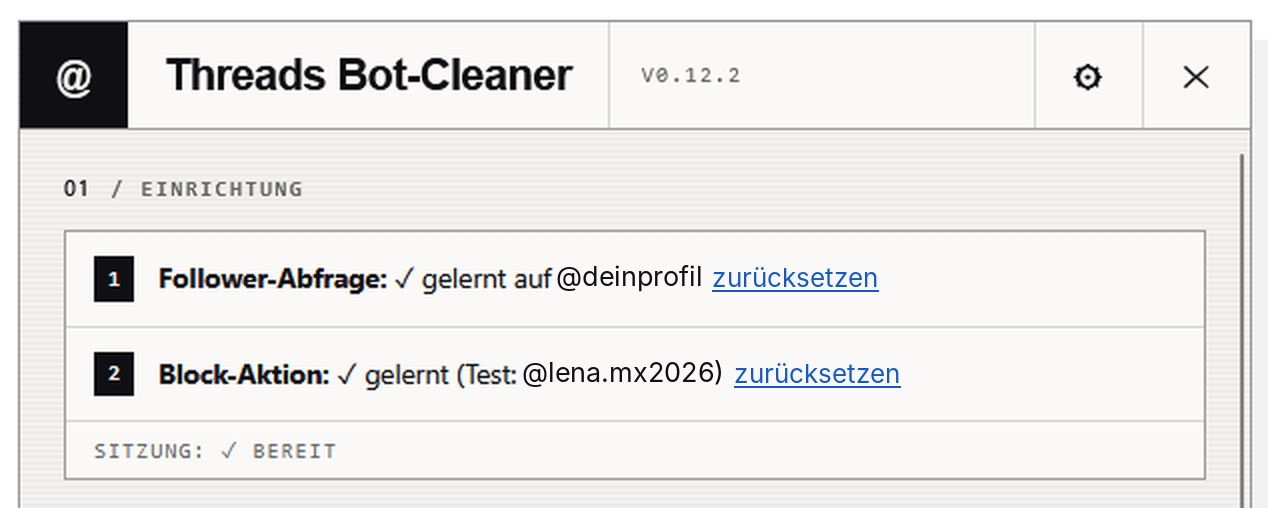 @ Threads Bot-Cleaner V0.12.2
01 / EINRICHTUNG
1 Follower-Abfrage: ✓ gelernt auf @deinprofil zurücksetzen
2 Block-Aktion: ✓ gelernt (Test: @lena.mx2026) zurücksetzen
SITZUNG: ✓ BEREIT